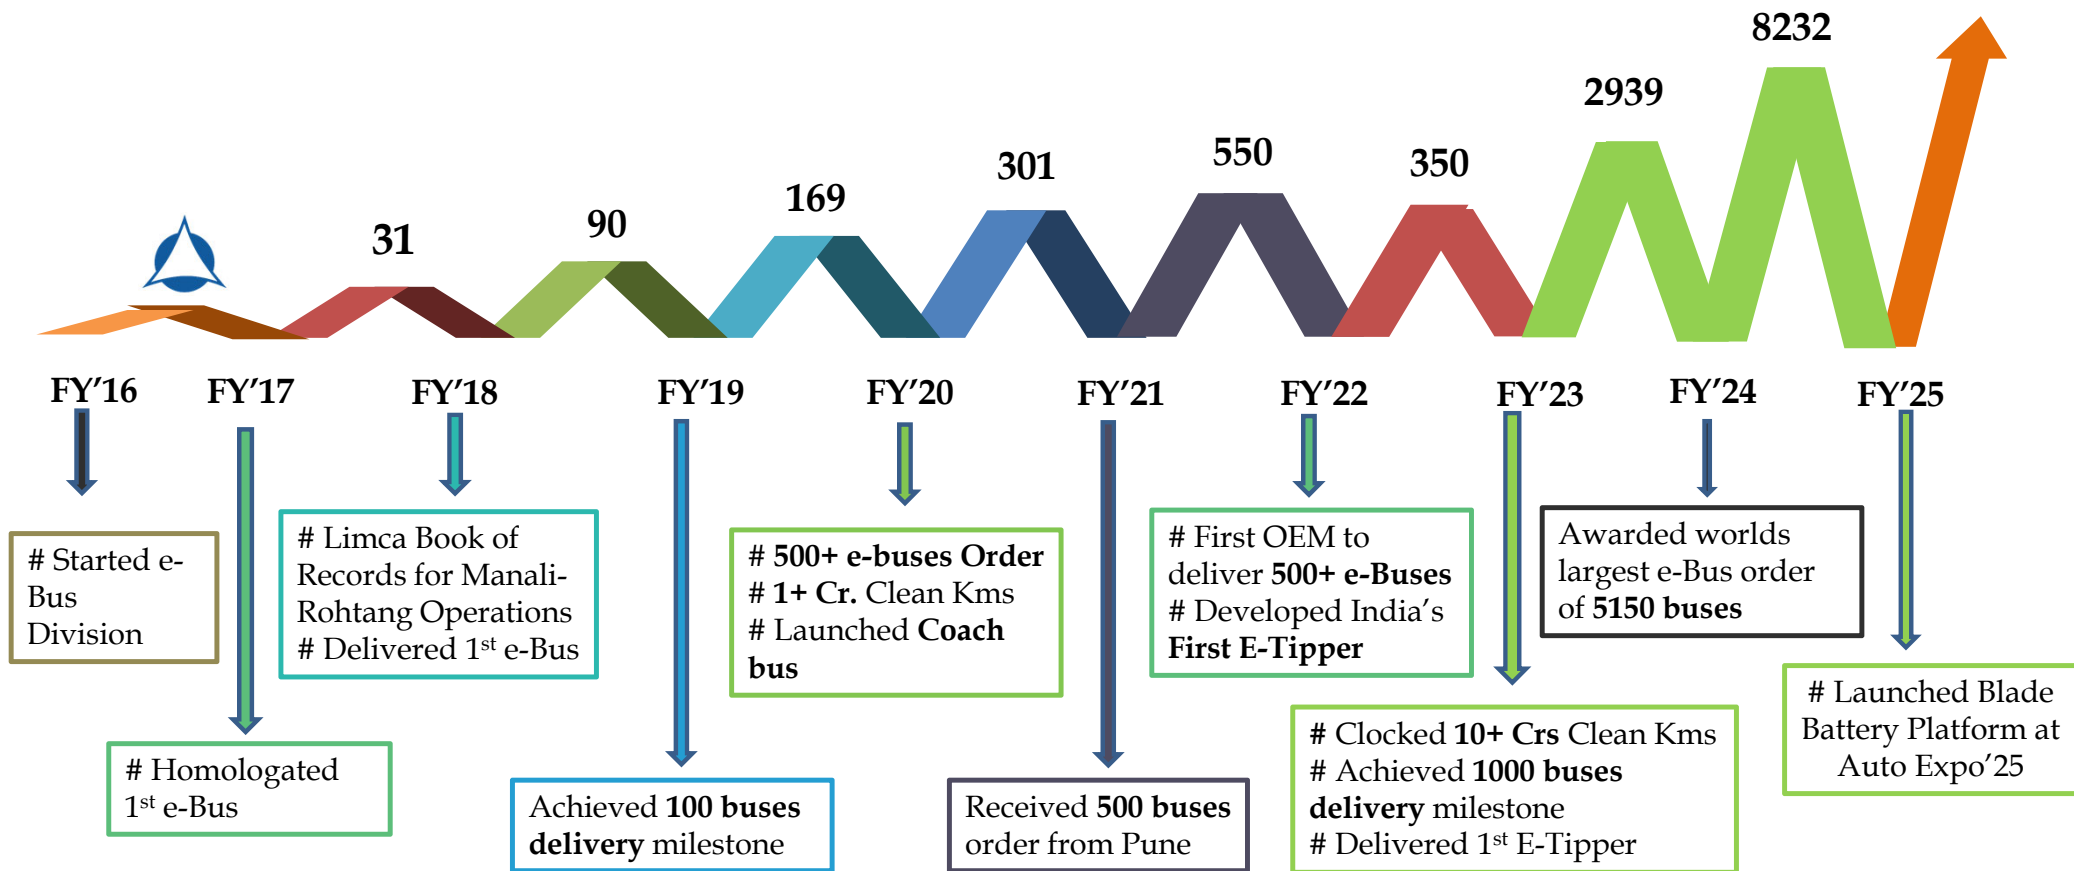 31
90
169
301
550
350
2939
8232
FY’16
FY’17
FY’18
FY’19
FY’20
FY’21
FY’22
FY’23
FY’24
FY’25
# Started e-
Bus
Division
# Homologated
1st e-Bus
# Limca Book of
Records for Manali-
Rohtang Operations
# Delivered 1st e-Bus
Achieved 100 buses
delivery milestone
# 500+ e-buses Order
# 1+ Cr. Clean Kms
# Launched Coach
bus
Received 500 buses
order from Pune
# First OEM to
deliver 500+ e-Buses
# Developed India’s
First E-Tipper
# Clocked 10+ Crs Clean Kms
# Achieved 1000 buses
delivery milestone
# Delivered 1st E-Tipper
Awarded worlds
largest e-Bus order
of 5150 buses
# Launched Blade
Battery Platform at
Auto Expo’25